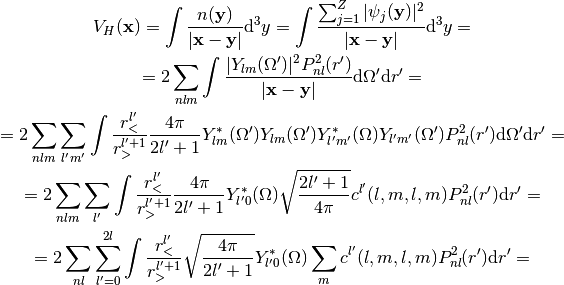 V_H(\mathbf{x}) = \int \frac{n(\mathbf{y})}{|\mathbf{x}-\mathbf{y}|} \mathrm{d}^3 y = \int \frac{\sum_{j=1}^{Z} |\psi_j(\mathbf{y})|^2}{|\mathbf{x}-\mathbf{y}|} \mathrm{d}^3 y =
= 2 \sum_{nlm} \int \frac{|Y_{lm}(\Omega')|^2 P_{nl}^2(r')}{|\mathbf{x}-\mathbf{y}|} \mathrm{d}\Omega' \mathrm{d}r' =
= 2 \sum_{nlm} \sum_{l'm'} \int \frac{r_<^{l'}}{r_>^{l'+1}} \frac{4\pi}{2l'+1} Y_{lm}^*(\Omega') Y_{lm}(\Omega') Y_{l'm'}^*(\Omega) Y_{l'm'}(\Omega') P_{nl}^2(r') \mathrm{d}\Omega' \mathrm{d}r' =
= 2 \sum_{nlm} \sum_{l'} \int \frac{r_<^{l'}}{r_>^{l'+1}} \frac{4\pi}{2l'+1} Y_{l'0}^*(\Omega) \sqrt{\frac{2l'+1}{4\pi}} c^{l'}(l,m,l,m) P_{nl}^2(r') \mathrm{d}r' =
= 2 \sum_{nl} \sum_{l'=0}^{2l} \int \frac{r_<^{l'}}{r_>^{l'+1}} \sqrt{\frac{4\pi}{2l'+1}} Y_{l'0}^*(\Omega) \sum_m c^{l'}(l,m,l,m) P_{nl}^2(r') \mathrm{d}r' =